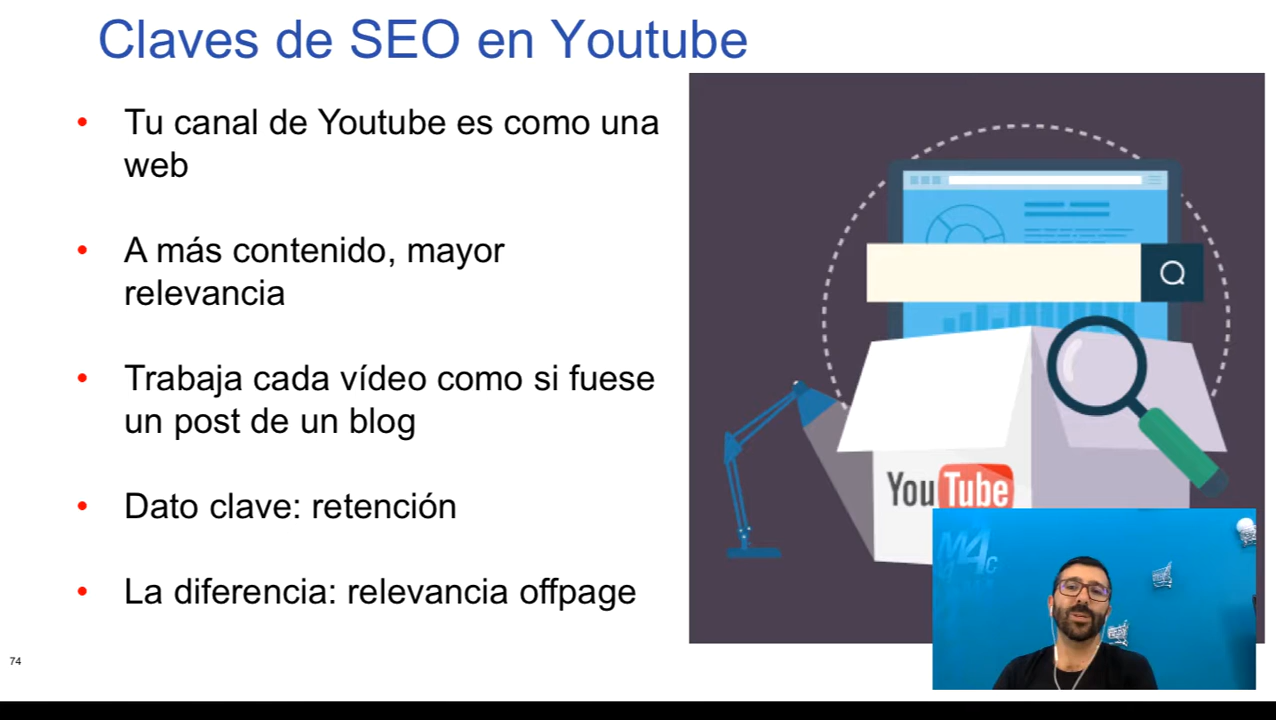 Claves de SEO en Youtube
• Tu canal de Youtube es como una
web
• A más contenido, mayor
relevancia
• Trabaja cada vídeo como si fuese
un post de un blog
• Dato clave: retención
• La diferencia: relevancia offpage
YouTube
74